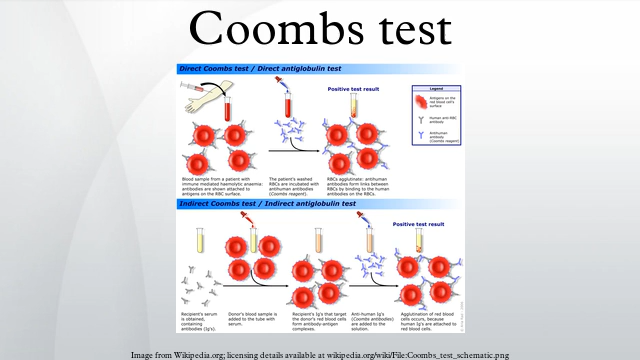 Coombs test
Direct Coombs test / Direct antiglobulin test
Positive test result
Legend
Antigens on the
red blood cell's
surface
Human anti-RBC
antibody
Antihuman
antibody
(Coombs reagent)
Blood sample from a patient with
immune mediated haemolytic anaemia:
antibodies are shown attached to
antigens on the RBC surface.
The patient's washed
RBCs are incubated with
antihuman antibodies
(Coombs reagent).
RBCs agglutinate: antihuman
antibodies form links between
RBCs by binding to the human
antibodies on the RBCs.
Indirect Coombs test / Indirect antiglobulin test
Positive test result
Recipient's serum
is obtained,
containing
antibodies (Ig's).
Donor's blood sample is
added to the tube with
serum.
Recipient's Ig's that target
the donor's red blood cells
form antibody-antigen
complexes.
Anti-human Ig's
(Coombs antibodies)
are added to the
solution.
Agglutination of red blood
cells occurs, because
human Ig's are attached to
red blood cells.
Image from Wikipedia.org; licensing details available at wikipedia.org/wiki/File:Coombs_test_schematic.png